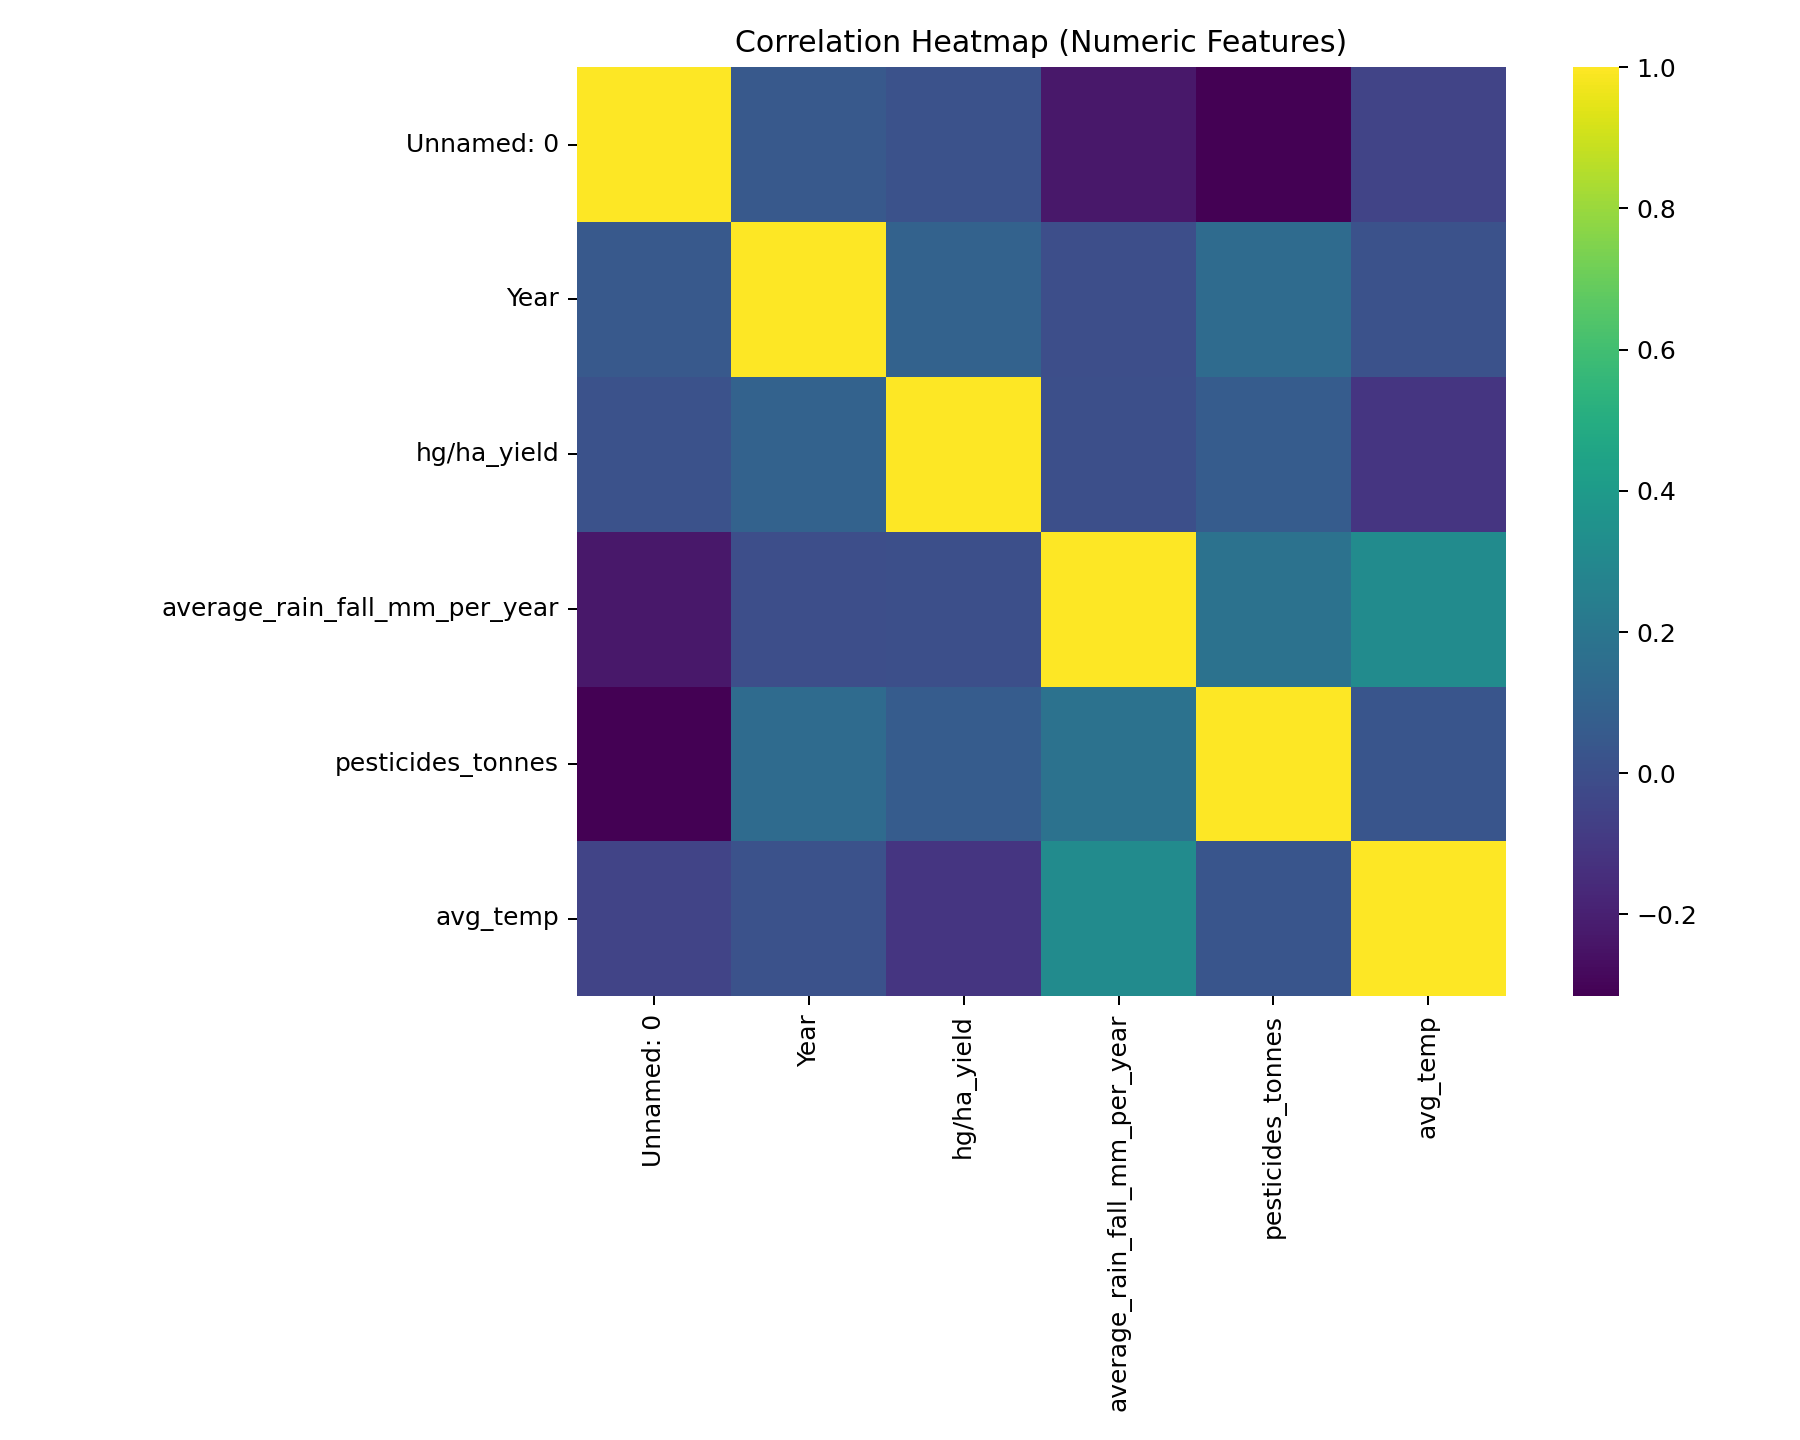 Correlation Heatmap (Numeric Features)
Unnamed: 0
Year
hg/ha_yield
average_rain_fall_mm_per_year
pesticides_tonnes
avg_temp
Unnamed: 0
Year
hg/ha_yield
average_rain_fall_mm_per_year
pesticides_tonnes
avg_temp
1.0
0.8
0.6
0.4
0.2
0.0
−0.2